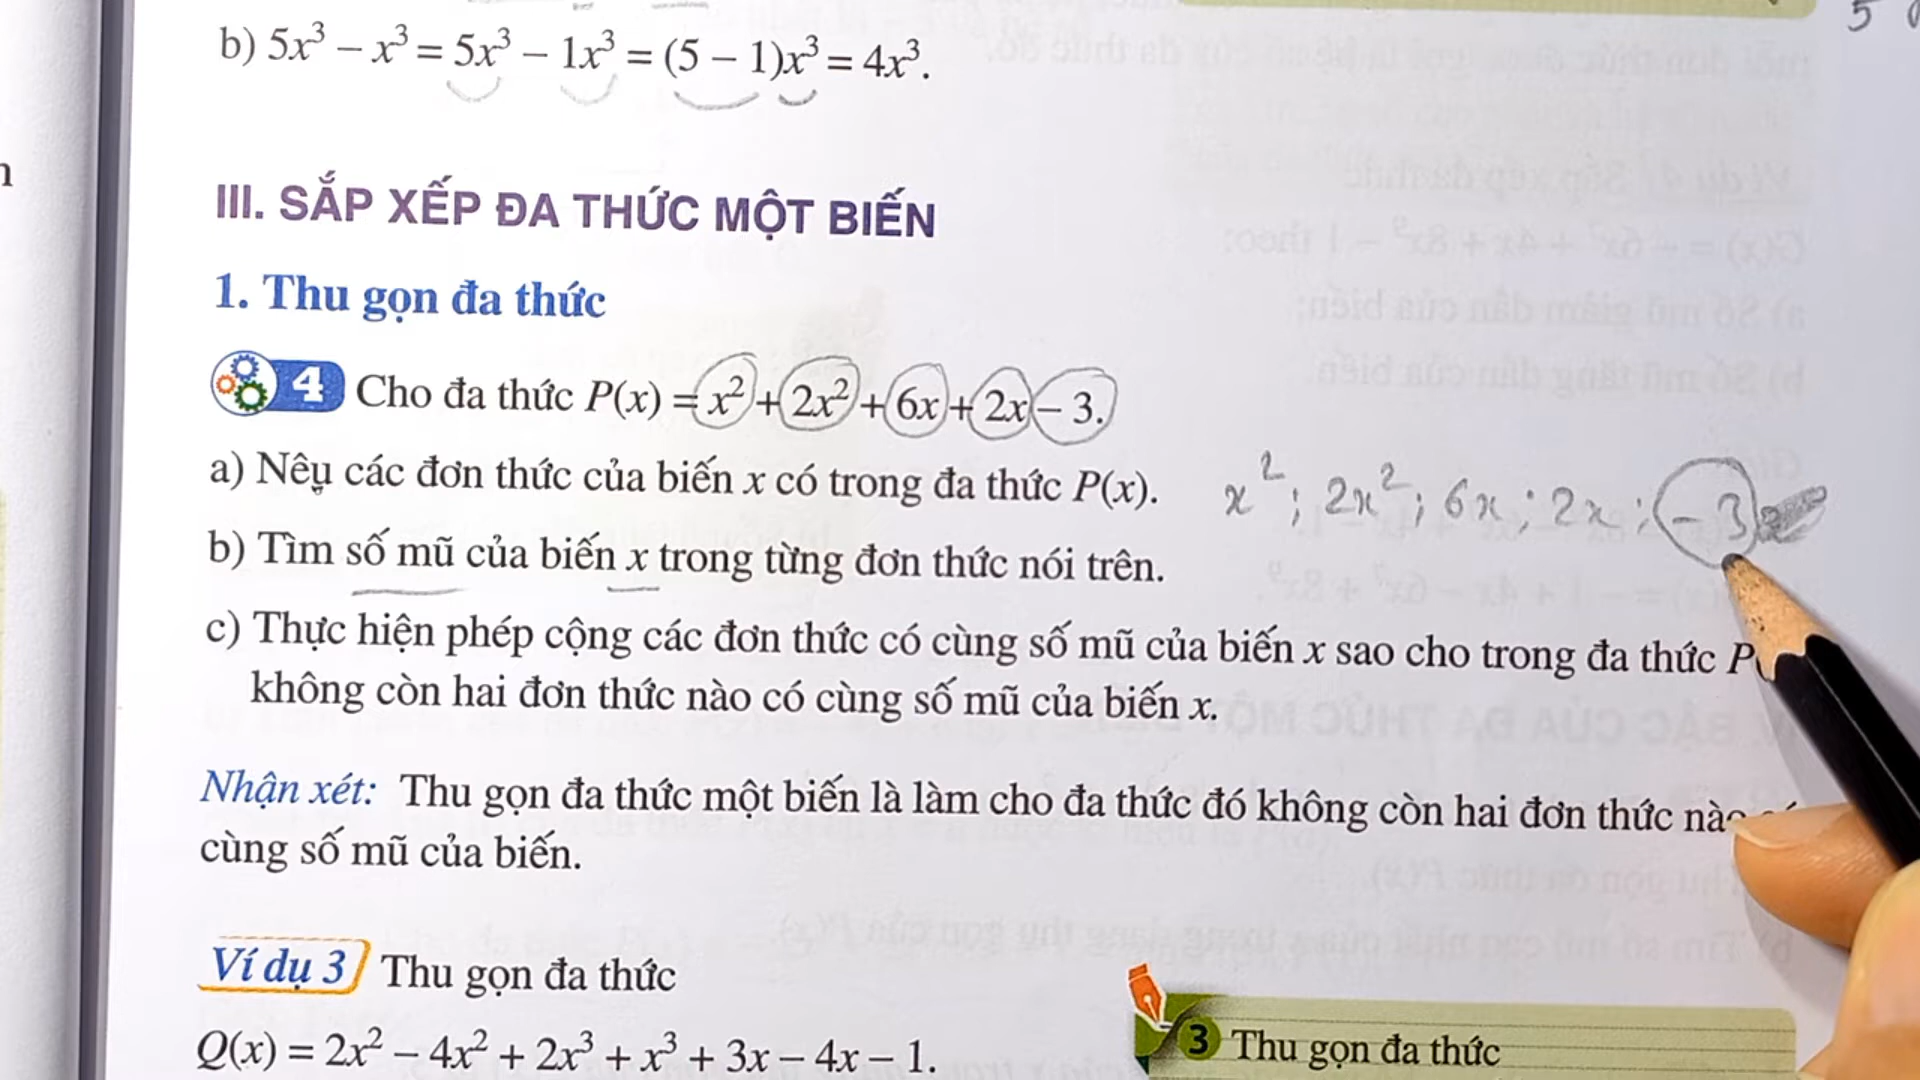 5
b) 5x³ – x³ = 5x³ – 1x³ = (5 – 1)x³ = 4x³.
III. SẮP XẾP ĐA THỨC MỘT BIẾN
1. Thu gọn đa thức
4 Cho đa thức P(x) = x² + 2x² + 6x + 2x – 3.
a) Nêu các đơn thức của biến x có trong đa thức P(x). x²; 2x²; 6x; 2x; –3
b) Tìm số mũ của biến x trong từng đơn thức nói trên.
c) Thực hiện phép cộng các đơn thức có cùng số mũ của biến x sao cho trong đa thức P(
không còn hai đơn thức nào có cùng số mũ của biến x.
Nhận xét: Thu gọn đa thức một biến là làm cho đa thức đó không còn hai đơn thức nào
cùng số mũ của biến.
Ví dụ 3 Thu gọn đa thức
Q(x) = 2x² – 4x² + 2x³ + x³ + 3x – 4x – 1.
3 Thu gọn đa thức